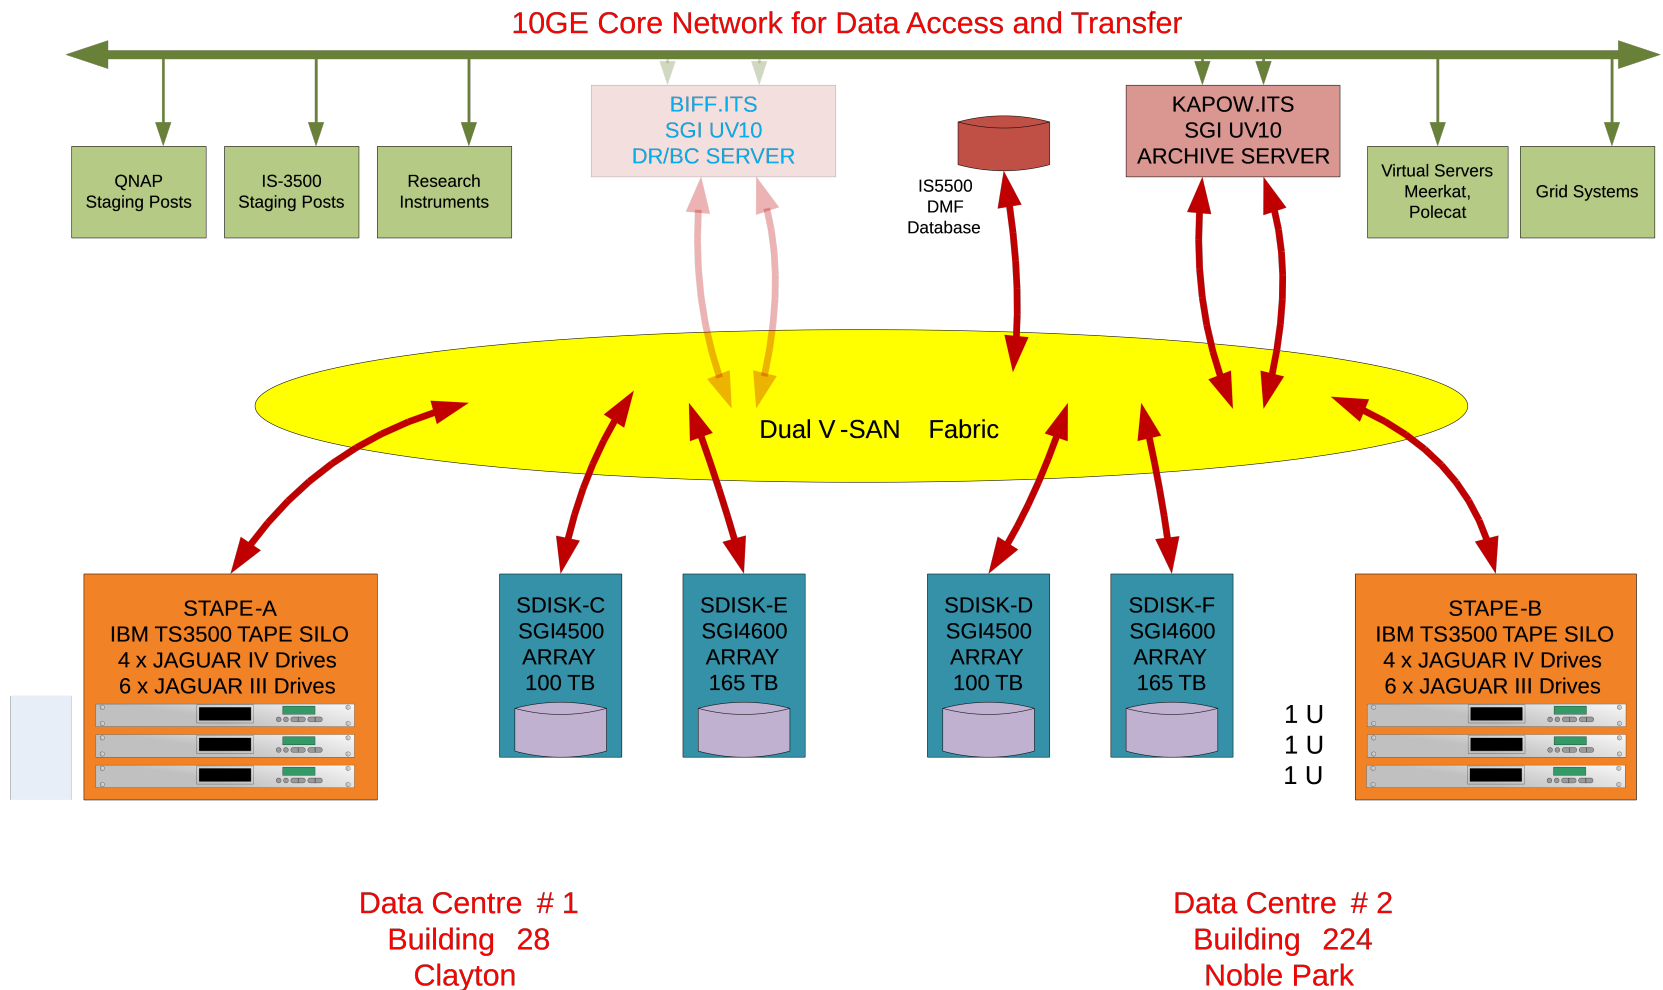 10GE Core Network for Data Access and Transfer
QNAP
Staging Posts
IS-3500
Staging Posts
Research
Instruments
BIFF.ITS
SGI UV10
DR/BC SERVER
IS5500
DMF
Database
KAPOW.ITS
SGI UV10
ARCHIVE SERVER
Virtual Servers
Meerkat,
Polecat
Grid Systems
Dual V -SAN Fabric
STAPE-A
IBM TS3500 TAPE SILO
4 x JAGUAR IV Drives
6 x JAGUAR III Drives
SDISK-C
SGI4500
ARRAY
100 TB
SDISK-E
SGI4600
ARRAY
165 TB
SDISK-D
SGI4500
ARRAY
100 TB
SDISK-F
SGI4600
ARRAY
165 TB
1 U
1 U
1 U
STAPE-B
IBM TS3500 TAPE SILO
4 x JAGUAR IV Drives
6 x JAGUAR III Drives
Data Centre # 1
Building 28
Clayton
Data Centre # 2
Building 224
Noble Park